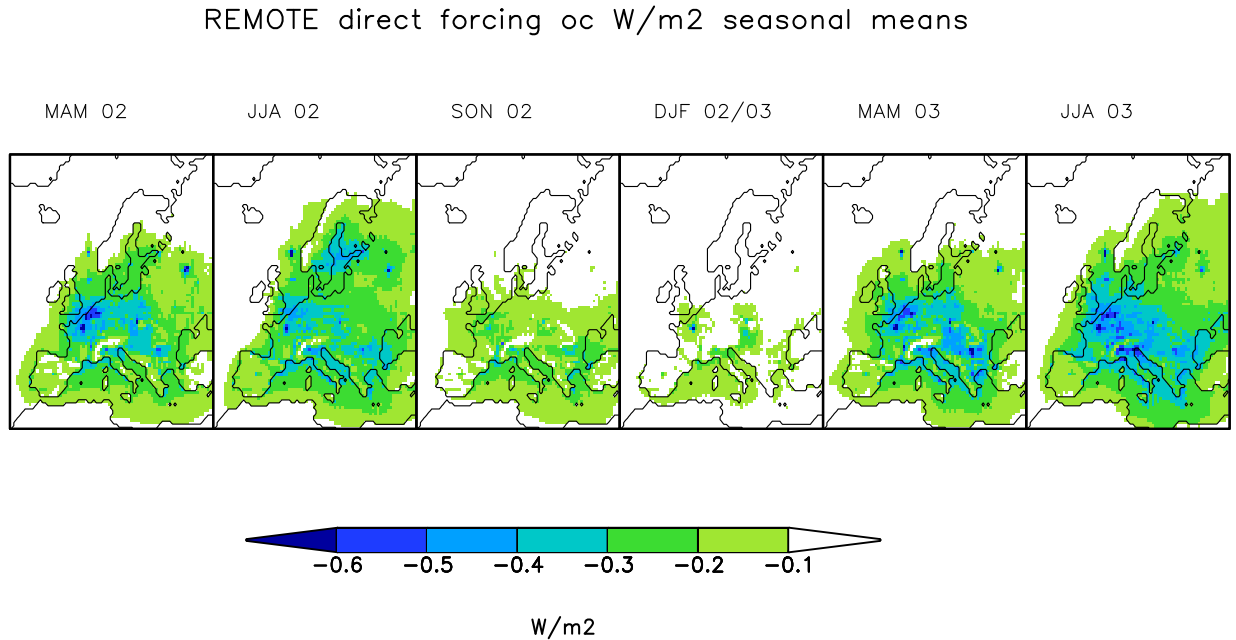 REMOTE direct forcing oc W/m2 seasonal means
MAM 02 JJA 02 SON 02 DJF 02/03 MAM 03 JJA 03
-0.6 -0.5 -0.4 -0.3 -0.2 -0.1
W/m2